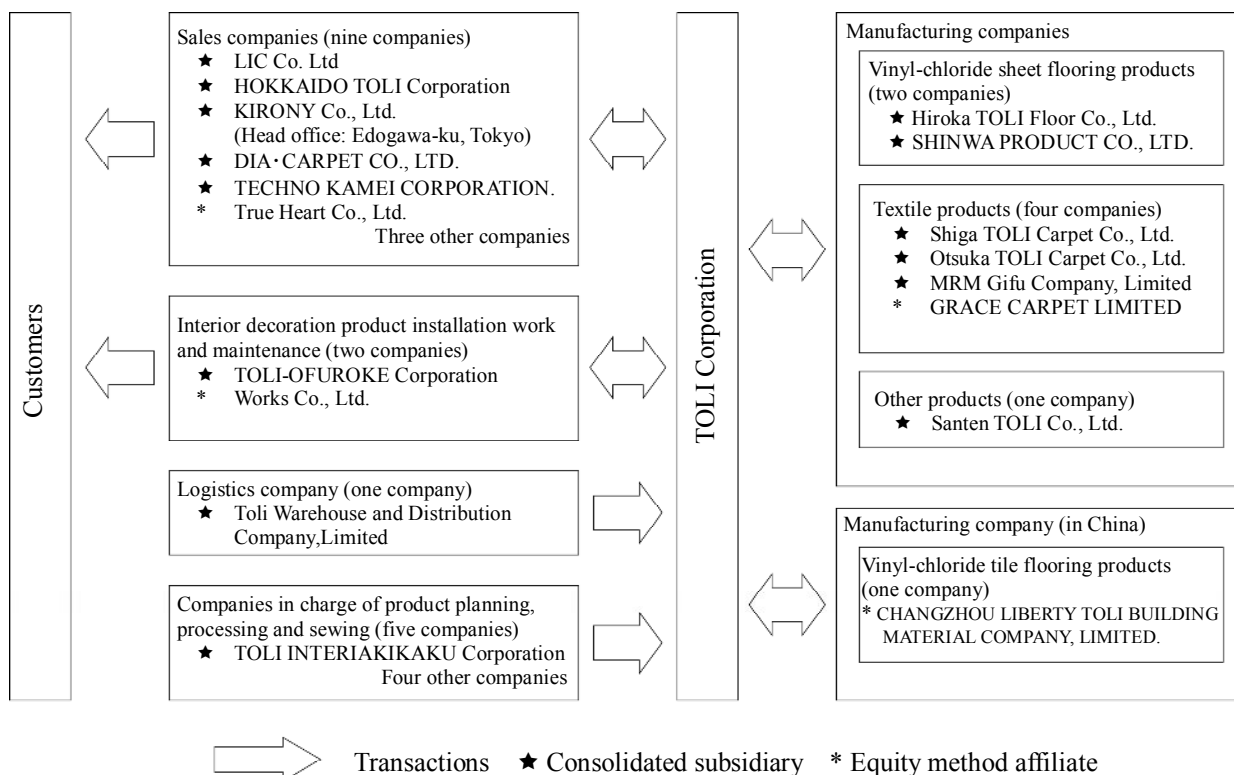 Customers
Sales companies (nine companies)
★ LIC Co. Ltd
★ HOKKAIDO TOLI Corporation
★ KIRONY Co., Ltd.
(Head office: Edogawa-ku, Tokyo)
★ DIA・CARPET CO., LTD.
★ TECHNO KAMEI CORPORATION.
* True Heart Co., Ltd.
Three other companies
Interior decoration product installation work
and maintenance (two companies)
★ TOLI-OFUROKE Corporation
* Works Co., Ltd.
Logistics company (one company)
★ Toli Warehouse and Distribution
Company,Limited
Companies in charge of product planning,
processing and sewing (five companies)
★ TOLI INTERIAKIKAKU Corporation
Four other companies
TOLI Corporation
Manufacturing companies
Vinyl-chloride sheet flooring products
(two companies)
★ Hiroka TOLI Floor Co., Ltd.
★ SHINWA PRODUCT CO., LTD.
Textile products (four companies)
★ Shiga TOLI Carpet Co., Ltd.
★ Otsuka TOLI Carpet Co., Ltd.
★ MRM Gifu Company, Limited
* GRACE CARPET LIMITED
Other products (one company)
★ Santen TOLI Co., Ltd.
Manufacturing company (in China)
Vinyl-chloride tile flooring products
(one company)
* CHANGZHOU LIBERTY TOLI BUILDING
MATERIAL COMPANY, LIMITED.
Transactions ★ Consolidated subsidiary * Equity method affiliate